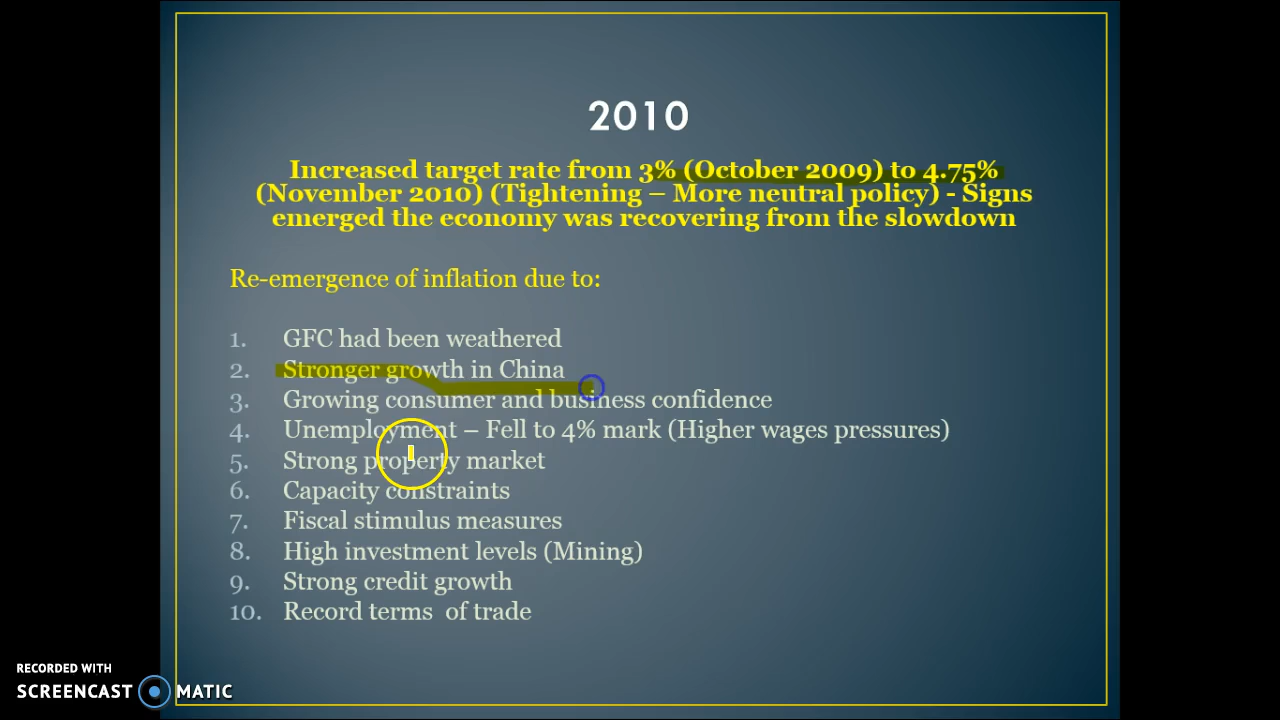 2010
Increased target rate from 3% (October 2009) to 4.75%
(November 2010) (Tightening – More neutral policy) - Signs
emerged the economy was recovering from the slowdown
Re-emergence of inflation due to:
1. GFC had been weathered
2. Stronger growth in China
3. Growing consumer and business confidence
4. Unemployment – Fell to 4% mark (Higher wages pressures)
5. Strong property market
6. Capacity constraints
7. Fiscal stimulus measures
8. High investment levels (Mining)
9. Strong credit growth
10. Record terms of trade
RECORDED WITH
SCREENCAST MATIC